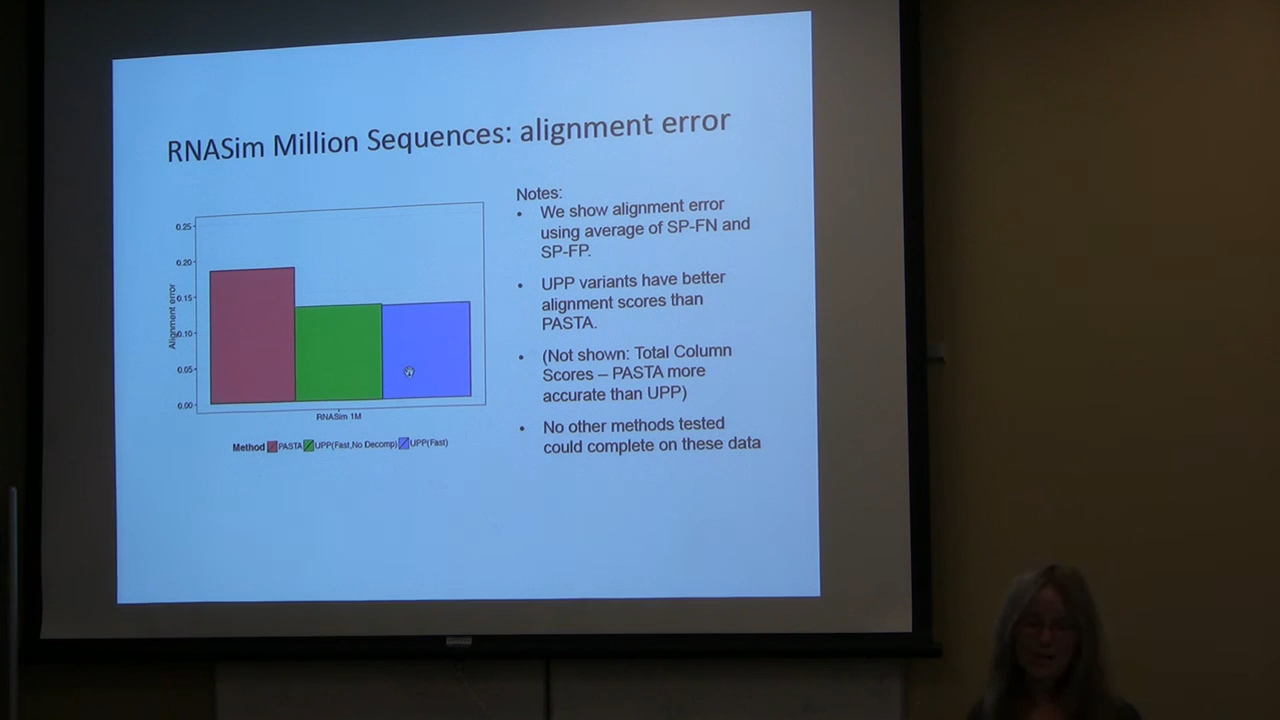 RNASim Million Sequences: alignment error
0.25
0.20
0.15
0.10
0.05
0.00
Alignment error
RNASim 1M
Method PASTA UPP(Fast,No Decomp) UPP(Fast)
Notes:
• We show alignment error
using average of SP-FN and
SP-FP.
• UPP variants have better
alignment scores than
PASTA.
• (Not shown: Total Column
Scores – PASTA more
accurate than UPP)
• No other methods tested
could complete on these data